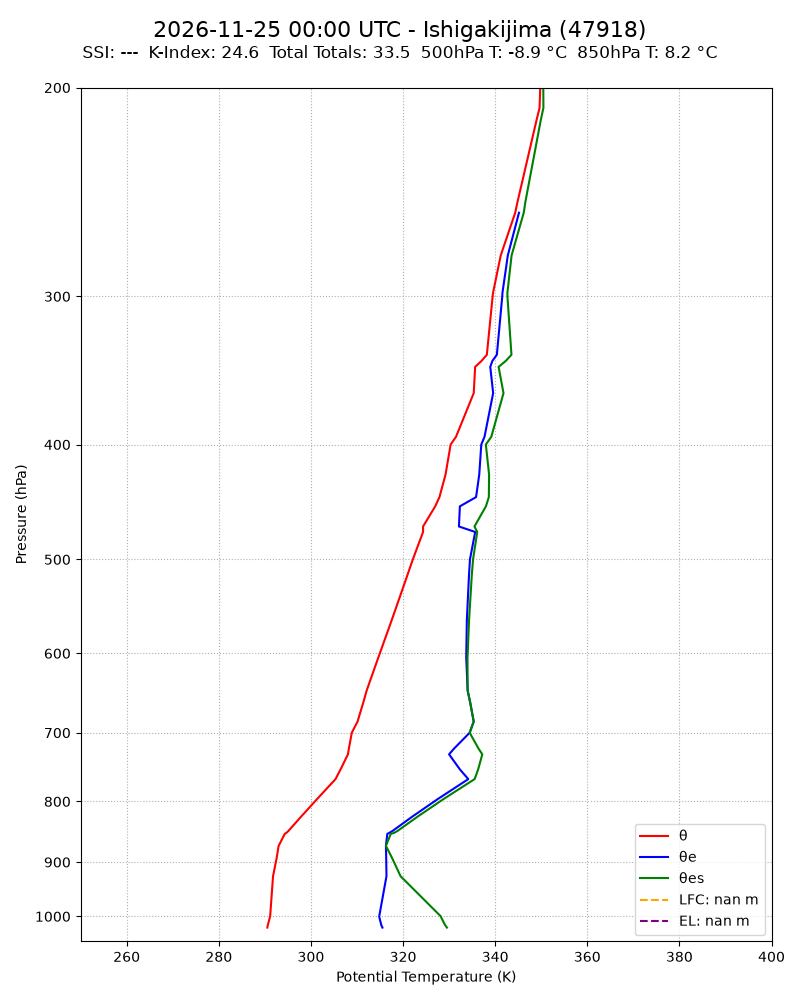 2026-11-25 00:00 UTC - Ishigakijima (47918)
SSI: --- K-Index: 24.6 Total Totals: 33.5 500hPa T: -8.9 °C 850hPa T: 8.2 °C
200
300
400
500
600
700
800
900
1000
Pressure (hPa)
260 280 300 320 340 360 380 400
Potential Temperature (K)
θ
θe
θes
LFC: nan m
EL: nan m